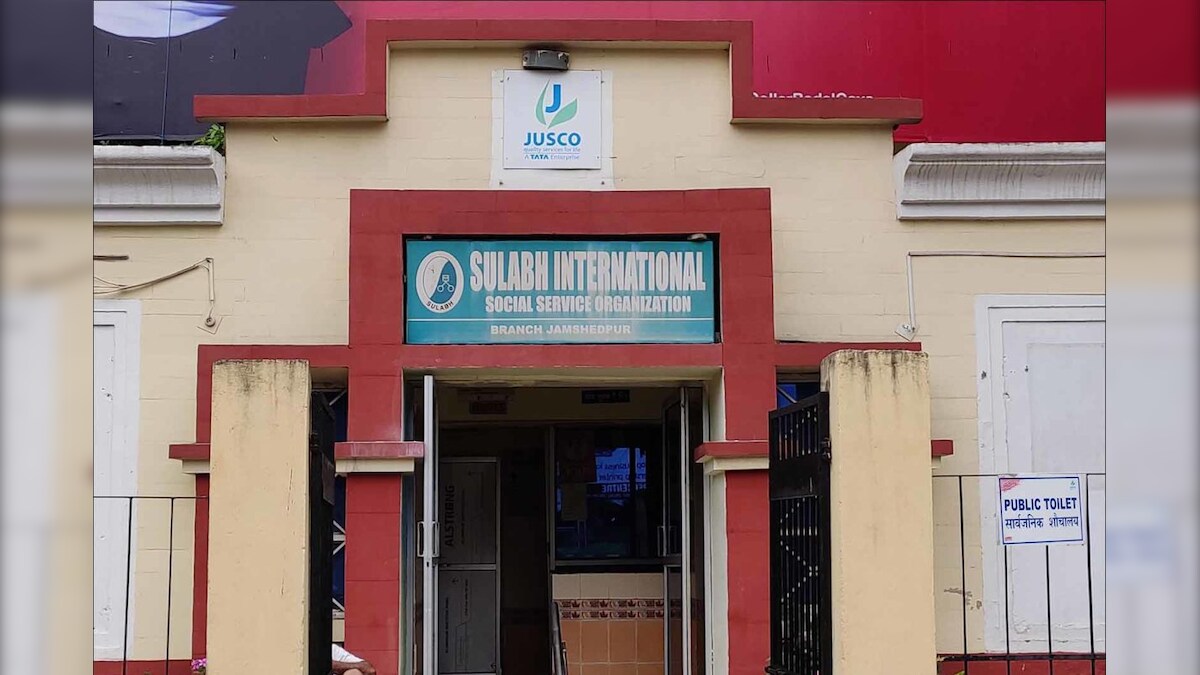 JUSCO
quality services for life
A TATA Enterprise
SULABH
SULABH INTERNATIONAL
SOCIAL SERVICE ORGANIZATION
BRANCH JAMSHEDPUR
PUBLIC TOILET
सार्वजनिक शौचालय
ALSTRONG